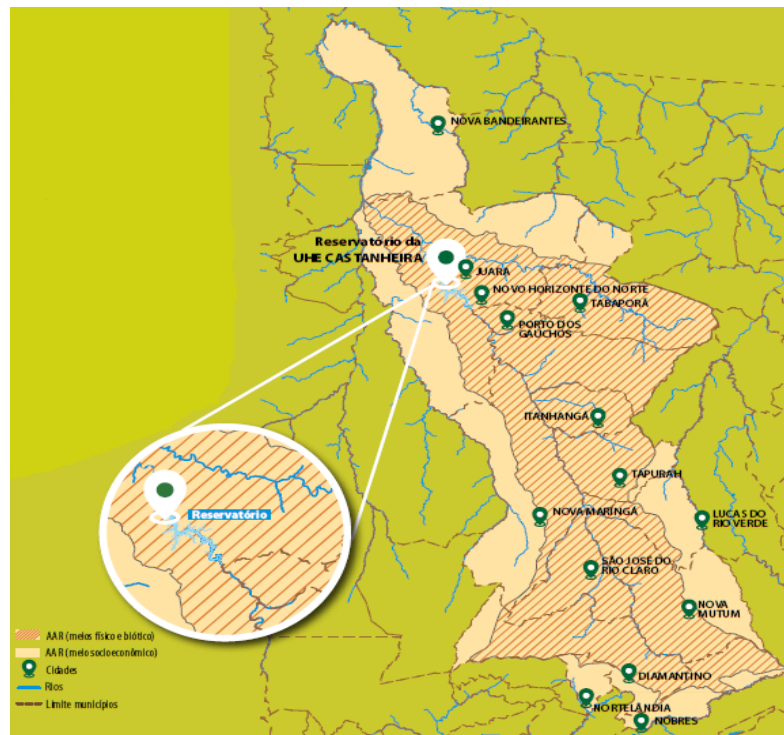 NOVA BANDEIRANTES
Reservatório da
UHE CASTANHEIRA
JUARA
NOVO HORIZONTE DO NORTE
TABAPORÃ
PORTO DOS
GAÚCHOS
ITANHANGÁ
TAPURAH
NOVA MARINGÁ
LUCAS DO
RIO VERDE
Reservatório
SÃO JOSÉ DO
RIO CLARO
NOVA
MUTUM
AAR (meios físico e biótico)
AAR (meio socioeconômico)
Cidades
Rios
Limite municípios
DIAMANTINO
NORTELÂNDIA
NOBRES